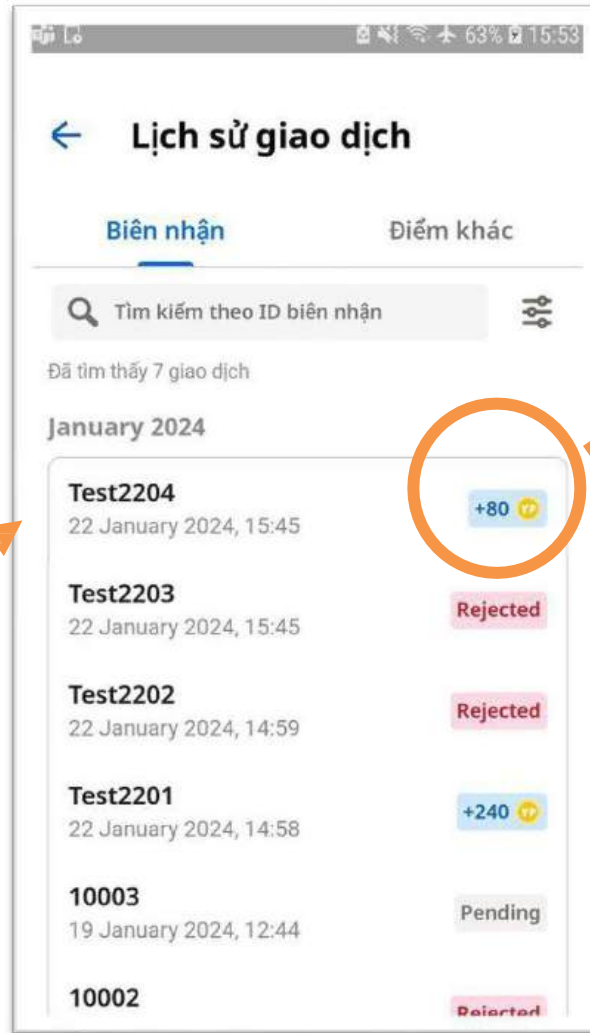 63% 15:53
Lịch sử giao dịch
Biên nhận Điểm khác
Tìm kiếm theo ID biên nhận
Đã tìm thấy 7 giao dịch
January 2024
Test2204
+80
22 January 2024, 15:45
Test2203
Rejected
22 January 2024, 15:45
Test2202
Rejected
22 January 2024, 14:59
Test2201
+240
22 January 2024, 14:58
10003
Pending
19 January 2024, 12:44
10002
Rejected